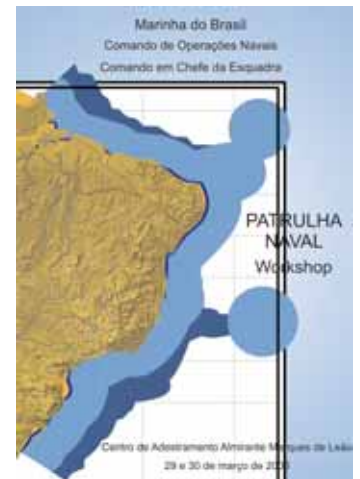 Marinha do Brasil
Comando de Operações Navais
Comando em Chefe da Esquadra
PATRULHA
NAVAL
Workshop
Centro de Adestramento Almirante Marques de Leão
29 e 30 de março de